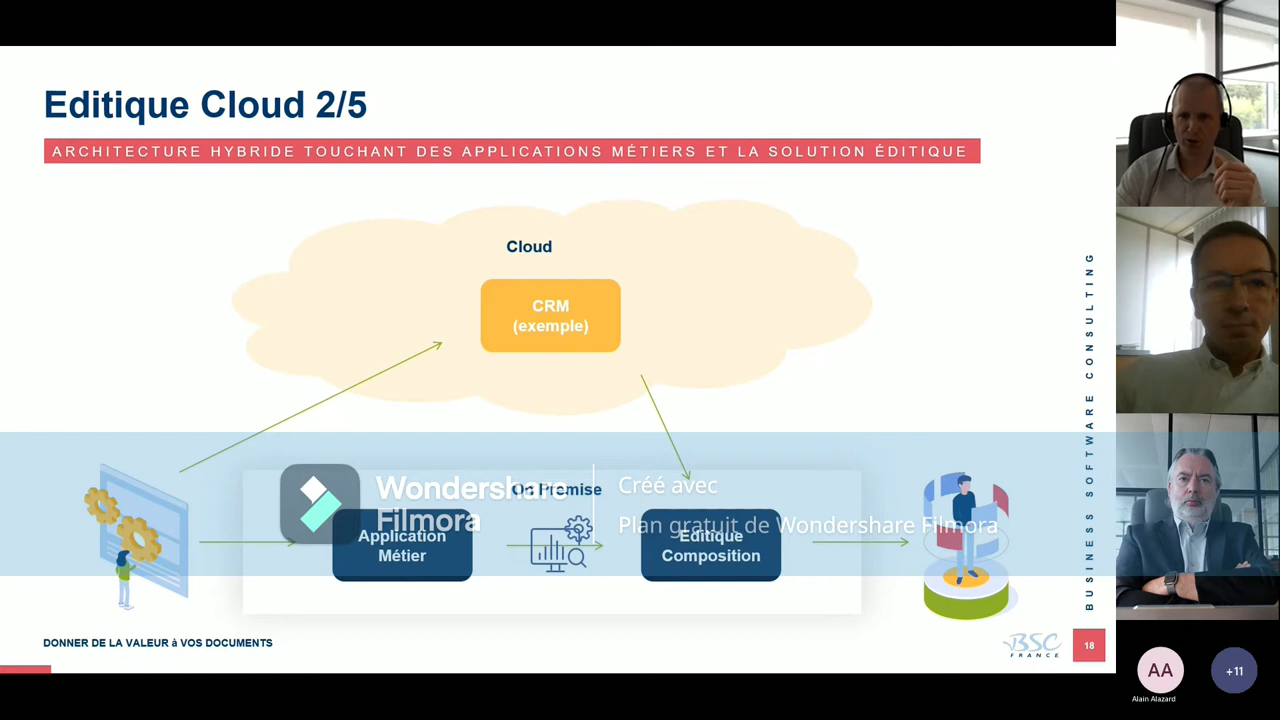 Editique Cloud 2/5
ARCHITECTURE HYBRIDE TOUCHANT DES APPLICATIONS MÉTIERS ET LA SOLUTION ÉDITIQUE
Cloud
CRM
(exemple)
On Premise
Wondershare
Filmora
Créé avec
Plan gratuit de Wondershare Filmora
Application
Métier
Editique
Composition
BUSINESS SOFTWARE CONSULTING
DONNER DE LA VALEUR à VOS DOCUMENTS
BSC
FRANCE
18
AA
Alain Alazard
+11